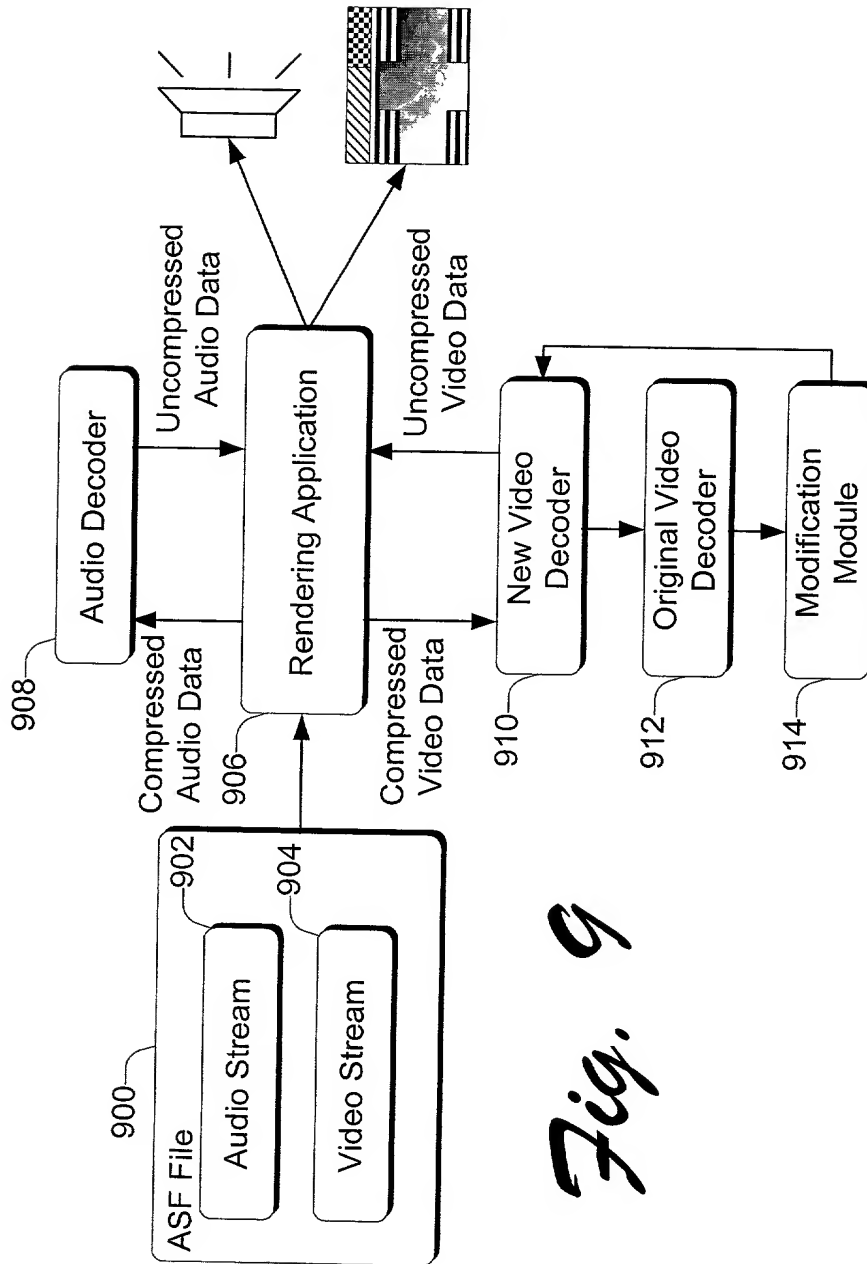 900
ASF File
902
Audio Stream
904
Video Stream
908
Audio Decoder
Compressed
Audio Data
Uncompressed
Audio Data
906
Rendering Application
Compressed
Video Data
Uncompressed
Video Data
910
New Video
Decoder
912
Original Video
Decoder
914
Modification
Module
Fig. 9